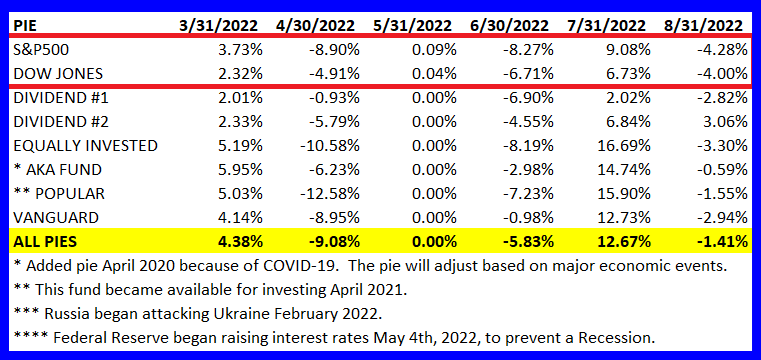 PIE 3/31/2022 4/30/2022 5/31/2022 6/30/2022 7/31/2022 8/31/2022
S&P500 3.73% -8.90% 0.09% -8.27% 9.08% -4.28%
DOW JONES 2.32% -4.91% 0.04% -6.71% 6.73% -4.00%
DIVIDEND #1 2.01% -0.93% 0.00% -6.90% 2.02% -2.82%
DIVIDEND #2 2.33% -5.79% 0.00% -4.55% 6.84% 3.06%
EQUALLY INVESTED 5.19% -10.58% 0.00% -8.19% 16.69% -3.30%
* AKA FUND 5.95% -6.23% 0.00% -2.98% 14.74% -0.59%
** POPULAR 5.03% -12.58% 0.00% -7.23% 15.90% -1.55%
VANGUARD 4.14% -8.95% 0.00% -0.98% 12.73% -2.94%
ALL PIES 4.38% -9.08% 0.00% -5.83% 12.67% -1.41%
* Added pie April 2020 because of COVID-19.  The pie will adjust based on major economic events.
** This fund became available for investing April 2021.
*** Russia began attacking Ukraine February 2022.
**** Federal Reserve began raising interest rates May 4th, 2022, to prevent a Recession.